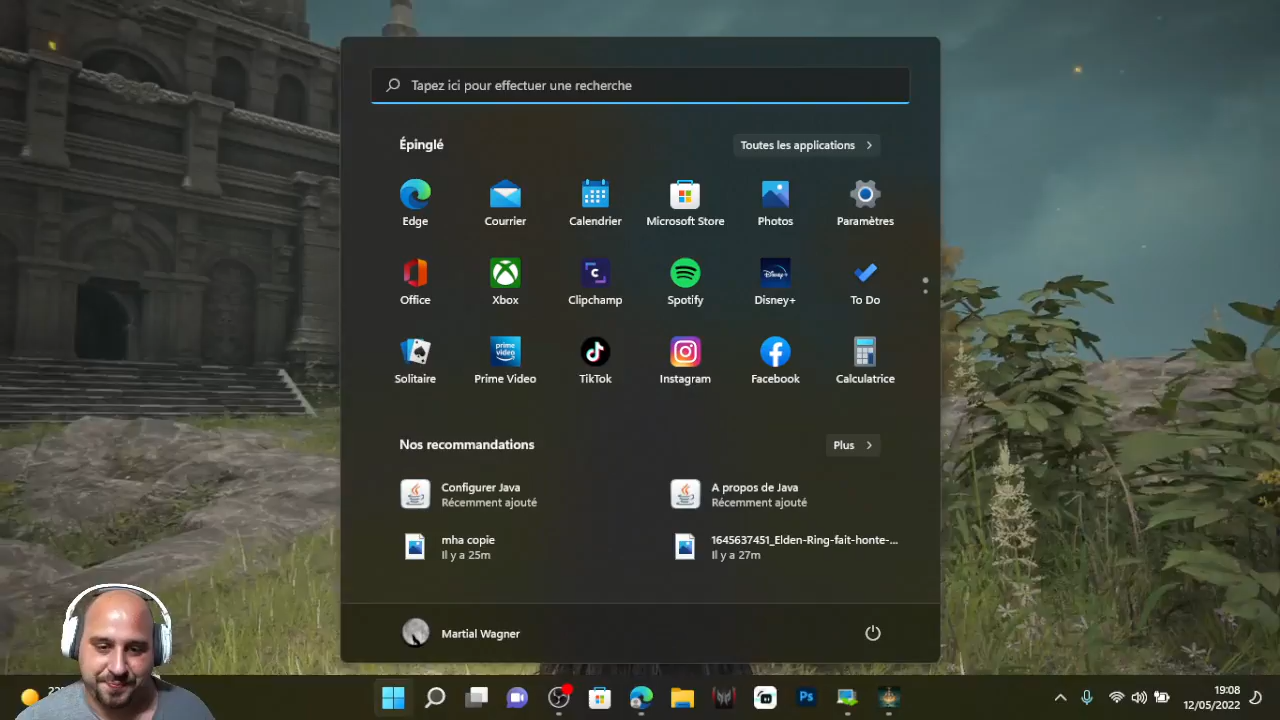 Tapez ici pour effectuer une recherche
Épinglé
Toutes les applications
Edge
Courrier
Calendrier
Microsoft Store
Photos
Paramètres
Office
Xbox
Clipchamp
Spotify
Disney+
To Do
Solitaire
Prime Video
TikTok
Instagram
Facebook
Calculatrice
Nos recommandations
Plus
Configurer Java
Récemment ajouté
A propos de Java
Récemment ajouté
mha copie
Il y a 25m
1645637451_Elden-Ring-fait-honte-...
Il y a 27m
Martial Wagner
Ps
19:08
12/05/2022